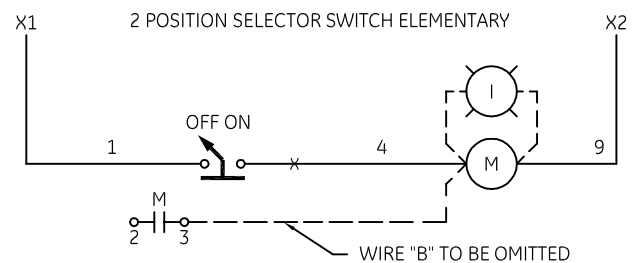 X1 2 POSITION SELECTOR SWITCH ELEMENTARY X2
I
OFF ON
1 X 4 M 9
M
2 3
WIRE "B" TO BE OMITTED